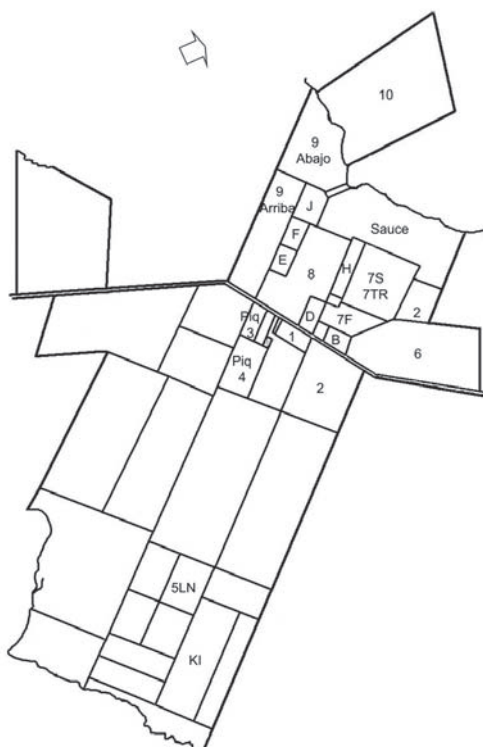 10
9
Abajo
9
Arriba
J
Sauce
F
E
8
H
7S
7TR
2
D
7F
B
6
Piq
3
1
Piq
4
2
5LN
KI